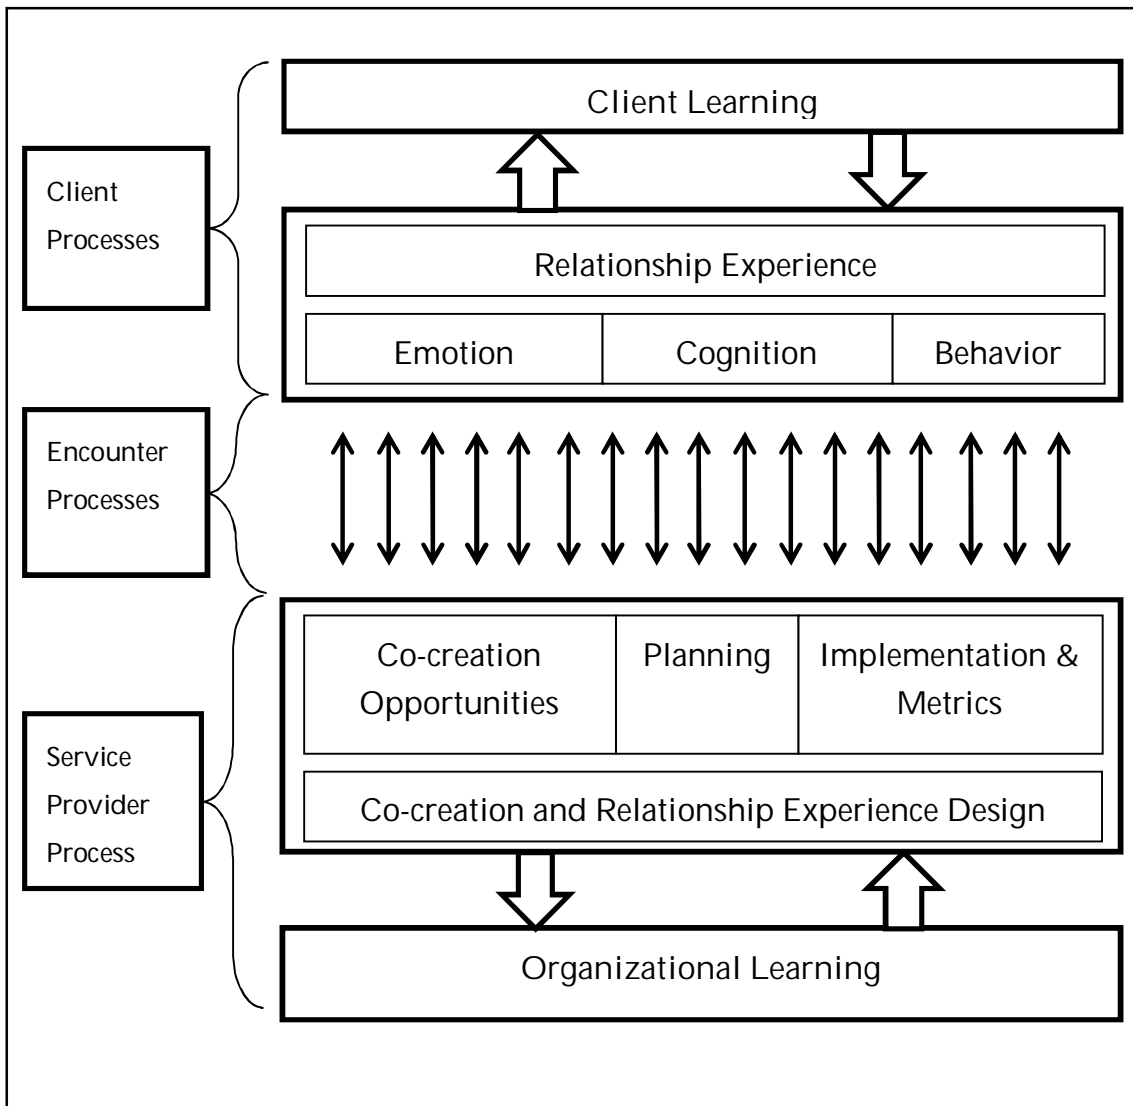 Client Learning
Client
Processes
Relationship Experience
Emotion
Cognition
Behavior
Encounter
Processes
Co-creation
Opportunities
Planning
Implementation &
Metrics
Service
Provider
Process
Co-creation and Relationship Experience Design
Organizational Learning